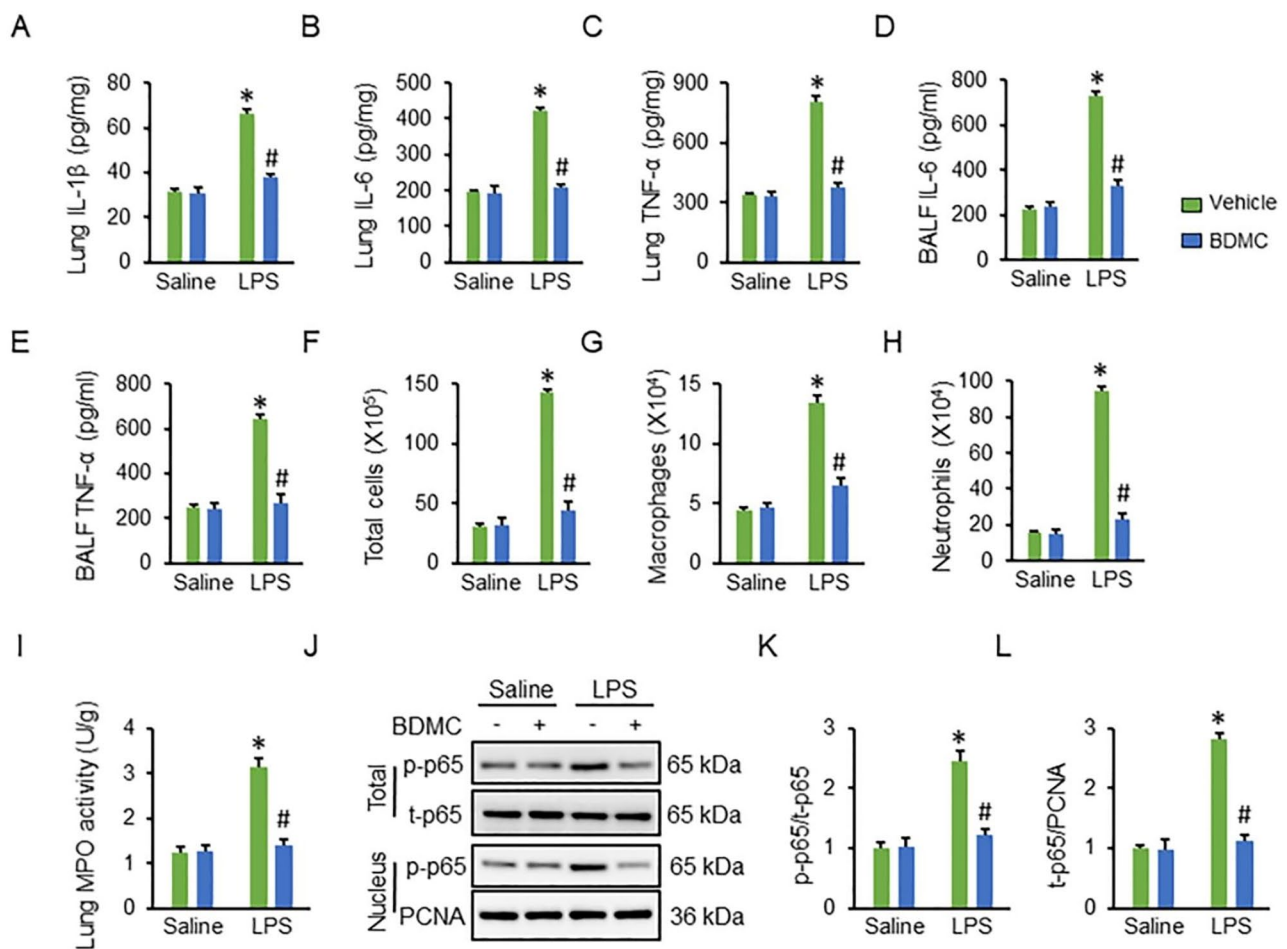 A
B
C
D
Lung IL-1β (pg/mg)
80
60
40
20
0
*
#
Saline LPS
Lung IL-6 (pg/mg)
500
400
300
200
100
0
*
#
Saline LPS
Lung TNF-α (pg/mg)
900
600
300
0
*
#
Saline LPS
BALF IL-6 (pg/ml)
800
600
400
200
0
*
#
Saline LPS
Vehicle
BDMC
E
F
G
H
BALF TNF-α (pg/ml)
800
600
400
200
0
*
#
Saline LPS
Total cells (X10⁵)
150
100
50
0
*
#
Saline LPS
Macrophages (X10⁴)
15
10
5
0
*
#
Saline LPS
Neutrophils (X10⁴)
100
80
60
40
20
0
*
#
Saline LPS
I
J
K
L
Lung MPO activity (U/g)
4
3
2
1
0
*
#
Saline LPS
Saline LPS
BDMC - + - +
Total
p-p65 65 kDa
t-p65 65 kDa
Nucleus
p-p65 65 kDa
PCNA 36 kDa
p-p65/t-p65
3
2
1
0
*
#
Saline LPS
t-p65/PCNA
3
2
1
0
*
#
Saline LPS